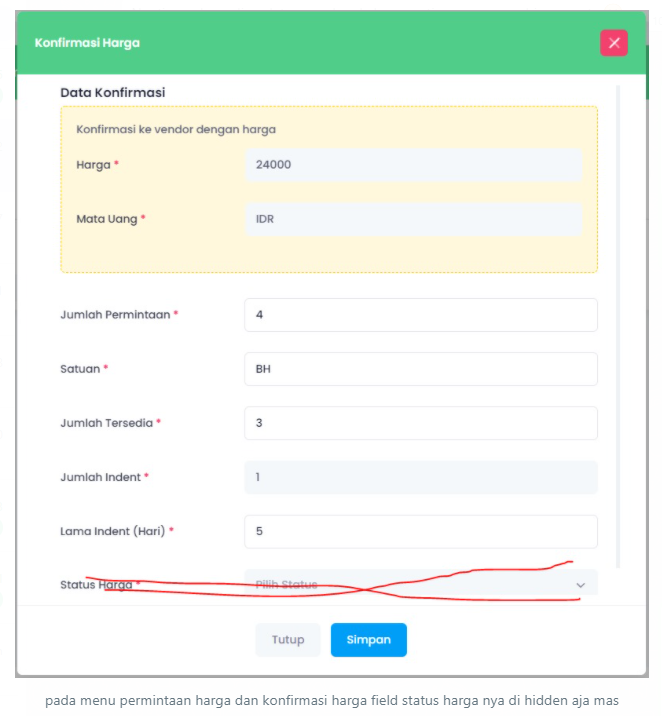 Konfirmasi Harga
Data Konfirmasi
Konfirmasi ke vendor dengan harga
Harga * 24000
Mata Uang * IDR
Jumlah Permintaan * 4
Satuan * BH
Jumlah Tersedia * 3
Jumlah Indent * 1
Lama Indent (Hari) * 5
Status Harga * Pilih Status
Tutup Simpan
pada menu permintaan harga dan konfirmasi harga field status harga nya di hidden aja mas